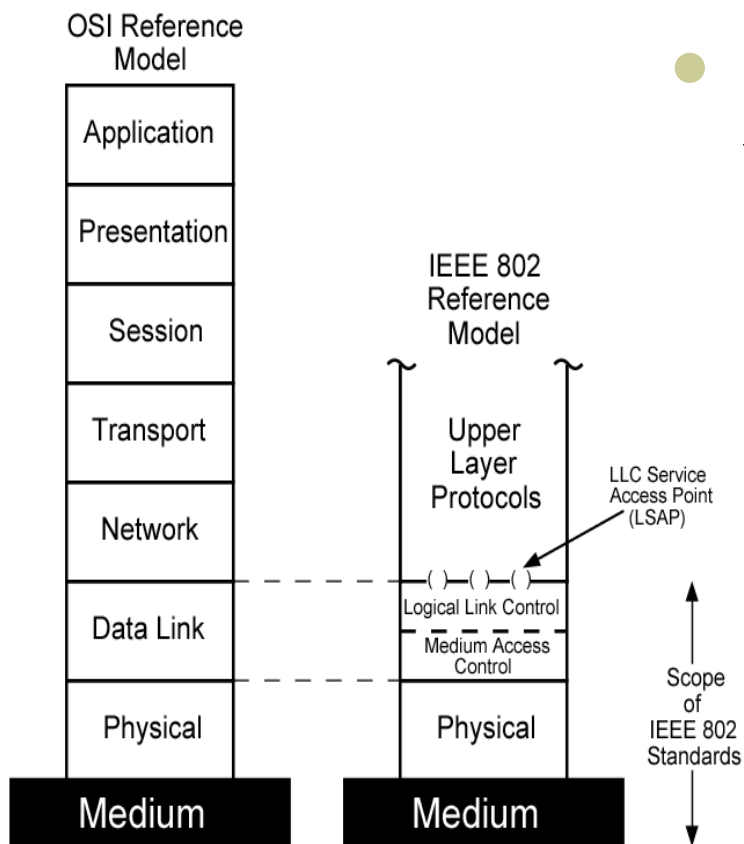 OSI Reference
Model
Application
Presentation
Session
Transport
Network
Data Link
Physical
Medium
IEEE 802
Reference
Model
Upper
Layer
Protocols
LLC Service
Access Point
(LSAP)
Logical Link Control
Medium Access
Control
Physical
Medium
Scope
of
IEEE 802
Standards